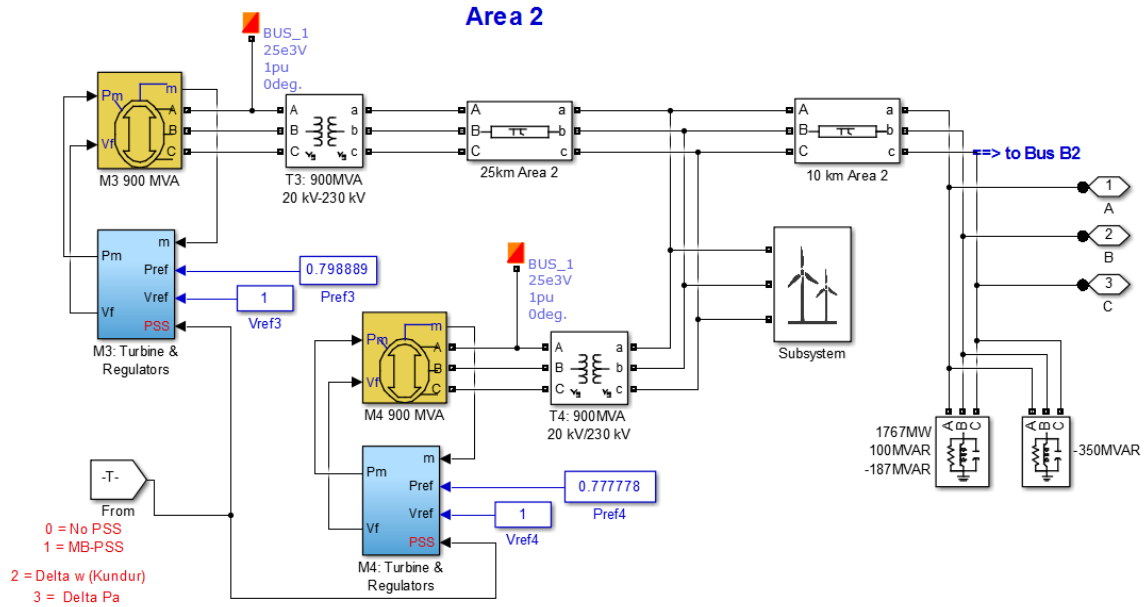 Area 2
BUS_1
25e3V
1pu
0deg.
Pm
m
A
B
C
Vf
M3 900 MVA
A
B
C
a
b
c
T3: 900MVA
20 kV-230 kV
A
B
C
a
b
c
25km Area 2
A
B
C
a
b
c
10 km Area 2
==> to Bus B2
1
A
2
B
3
C
m
Pm
Pref
Vref
Vf
PSS
M3: Turbine &
Regulators
0.798889
Pref3
1
Vref3
BUS_1
25e3V
1pu
0deg.
Pm
m
A
B
C
Vf
M4 900 MVA
A
B
C
a
b
c
T4: 900MVA
20 kV/230 kV
Subsystem
A
B
C
1767MW
100MVAR
-187MVAR
A
B
C
-350MVAR
m
Pm
Pref
Vref
Vf
PSS
M4: Turbine &
Regulators
0.777778
Pref4
1
Vref4
-T-
From
0 = No PSS
1 = MB-PSS
2 = Delta w (Kundur)
3 = Delta Pa